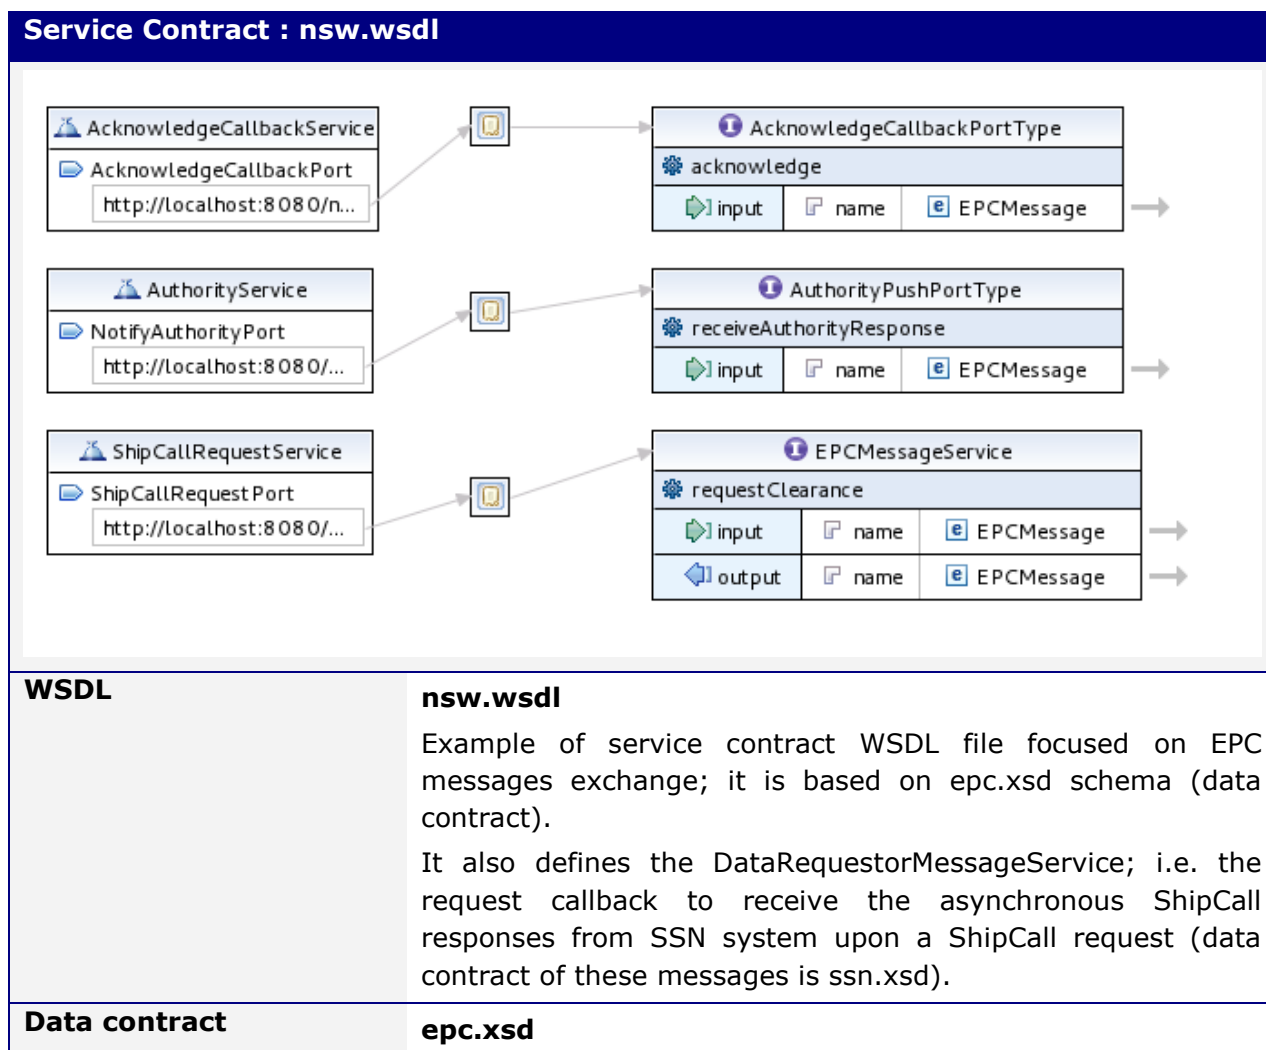 Service Contract : nsw.wsdl
AcknowledgeCallbackService
AcknowledgeCallbackPort
http://localhost:8080/n...
AcknowledgeCallbackPortType
acknowledge
input name EPCMessage
AuthorityService
NotifyAuthorityPort
http://localhost:8080/...
AuthorityPushPortType
receiveAuthorityResponse
input name EPCMessage
ShipCallRequestService
ShipCallRequestPort
http://localhost:8080/...
EPCMessageService
requestClearance
input name EPCMessage
output name EPCMessage
WSDL
nsw.wsdl
Example of service contract WSDL file focused on EPC
messages exchange; it is based on epc.xsd schema (data
contract).
It also defines the DataRequestorMessageService; i.e. the
request callback to receive the asynchronous ShipCall
responses from SSN system upon a ShipCall request (data
contract of these messages is ssn.xsd).
Data contract
epc.xsd